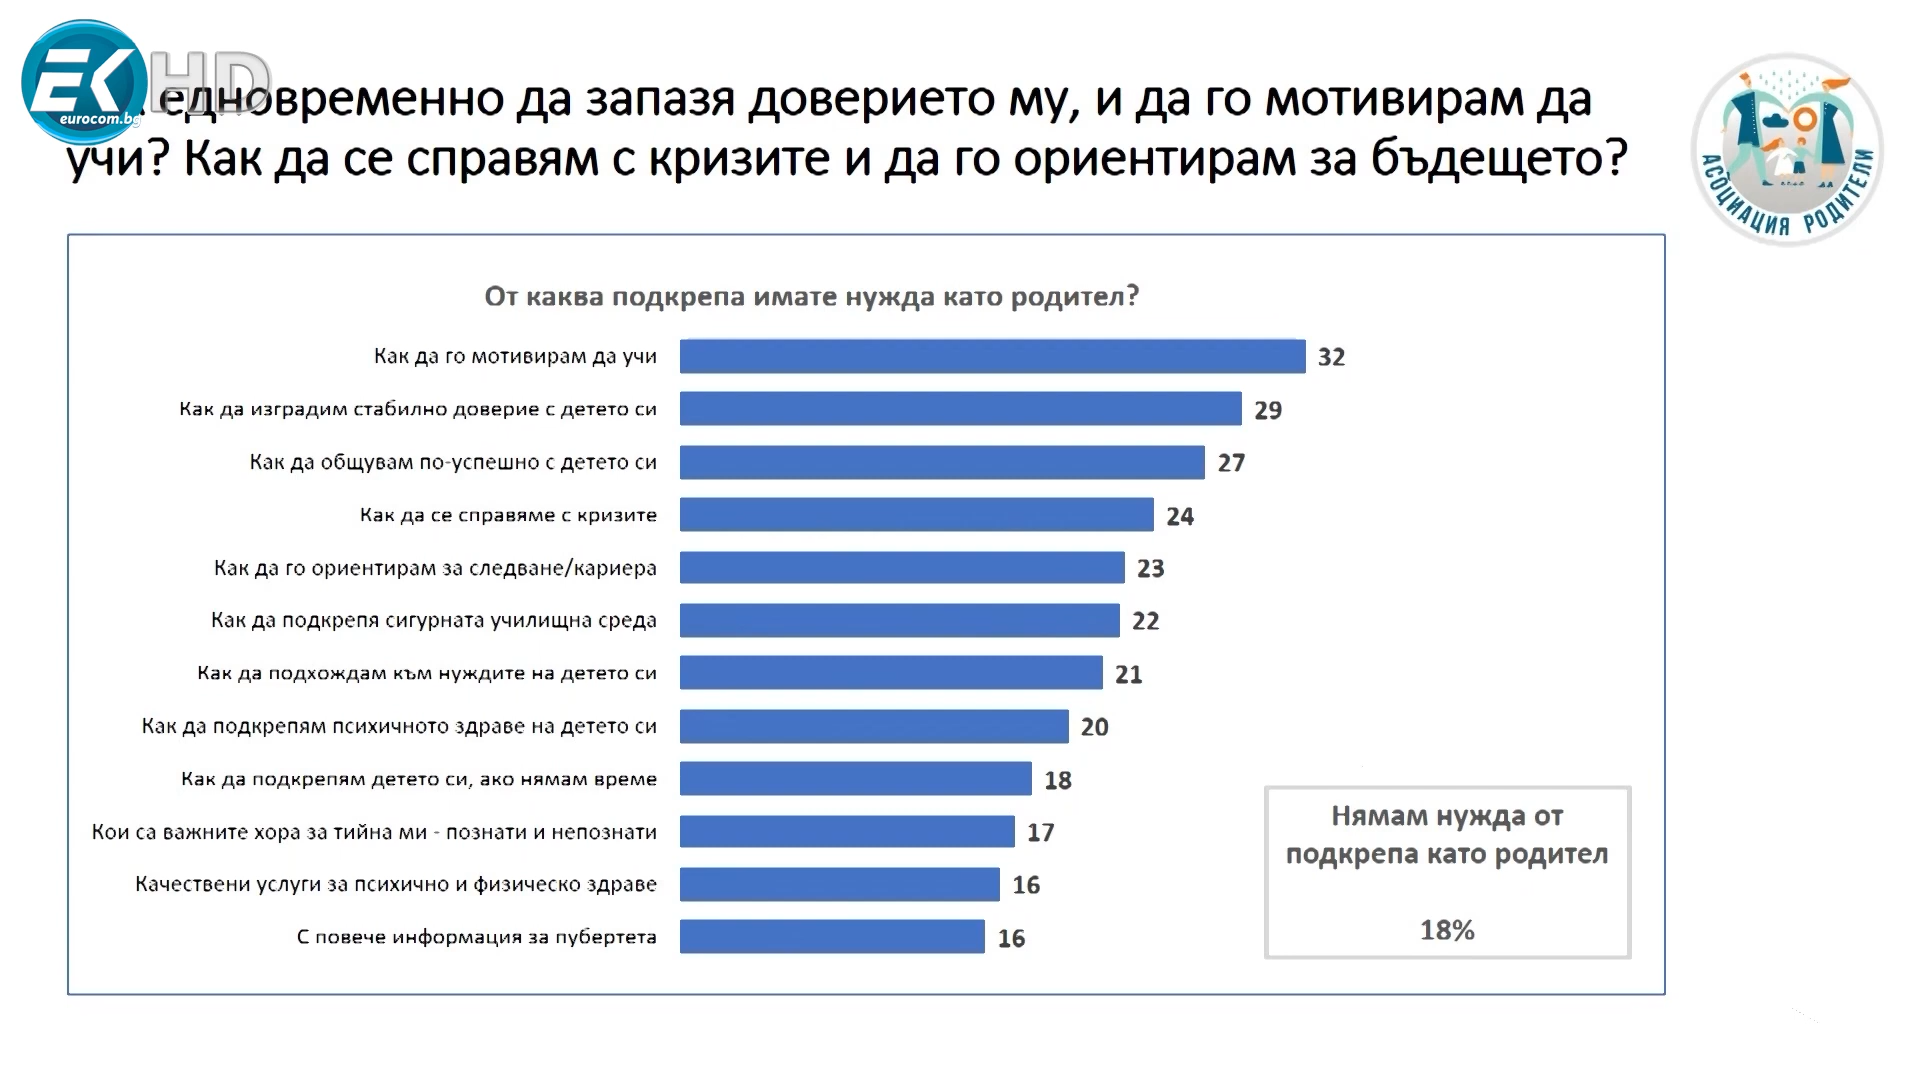 HD
eurocom.bg
едновременно да запазя доверието му, и да го мотивирам да
учи? Как да се справям с кризите и да го ориентирам за бъдещето?
АСОЦИАЦИЯ РОДИТЕЛИ
От каква подкрепа имате нужда като родител?
Как да го мотивирам да учи 32
Как да изградим стабилно доверие с детето си 29
Как да общувам по-успешно с детето си 27
Как да се справяме с кризите 24
Как да го ориентирам за следване/кариера 23
Как да подкрепя сигурната училищна среда 22
Как да подхождам към нуждите на детето си 21
Как да подкрепям психичното здраве на детето си 20
Как да подкрепям детето си, ако нямам време 18
Кои са важните хора за тийна ми - познати и непознати 17
Качествени услуги за психично и физическо здраве 16
С повече информация за пубертета 16
Нямам нужда от
подкрепа като родител
18%